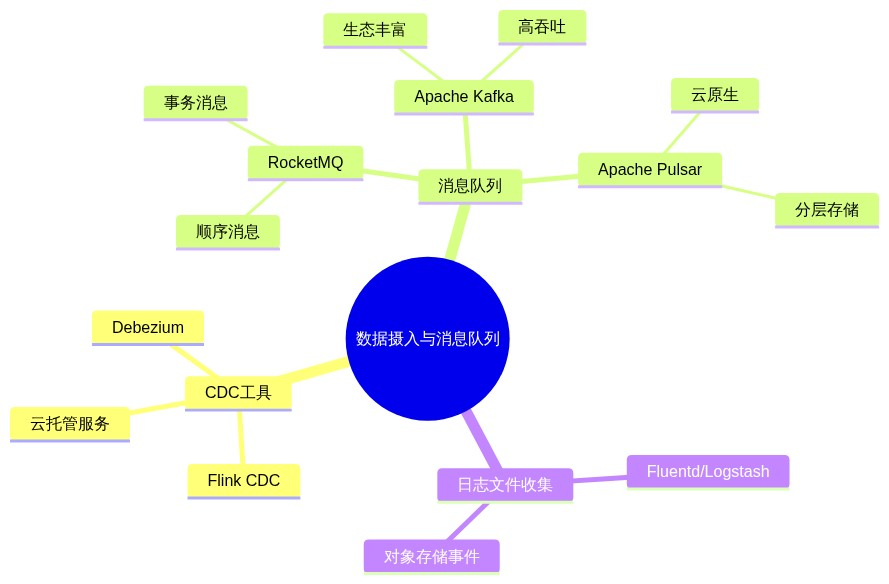 生态丰富
高吞吐
事务消息
Apache Kafka
云原生
RocketMQ
消息队列
Apache Pulsar
顺序消息
分层存储
数据摄入与消息队列
Debezium
CDC工具
云托管服务
Flink CDC
日志文件收集
Fluentd/Logstash
对象存储事件